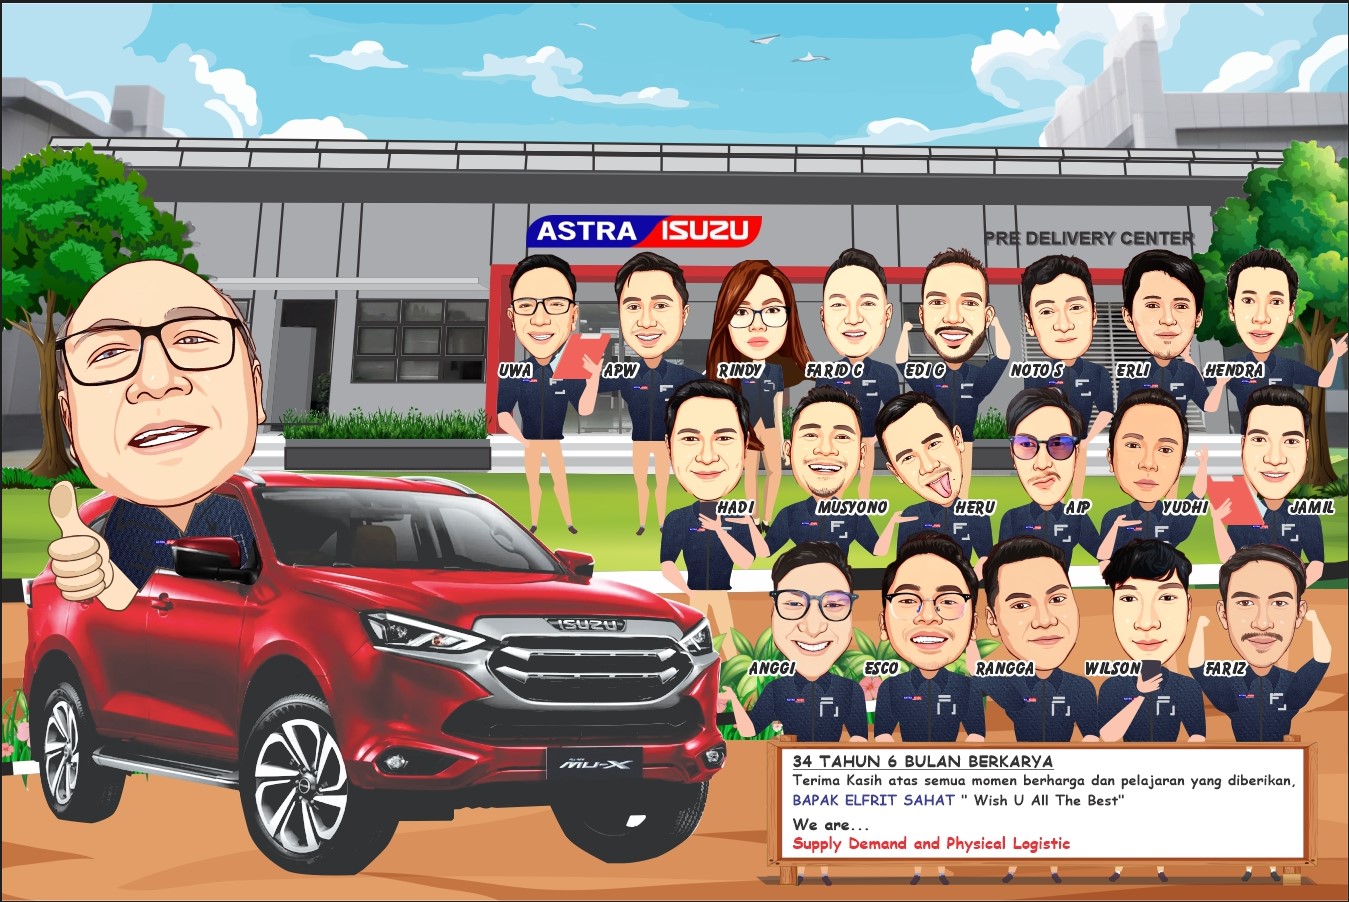 ASTRA ISUZU
PRE DELIVERY CENTER
UWA
APW
RINDY
FARID C
EDI G
NOTO S
ERLI
HENDRA
HADI
MUSYONO
HERU
AIP
YUDHI
JAMIL
ANGGI
ESCO
RANGGA
WILSON
FARIZ
ISUZU
MU-X
34 TAHUN 6 BULAN BERKARYA
Terima Kasih atas semua momen berharga dan pelajaran yang diberikan,
BAPAK ELFRIT SAHAT " Wish U All The Best"
We are...
Supply Demand and Physical Logistic